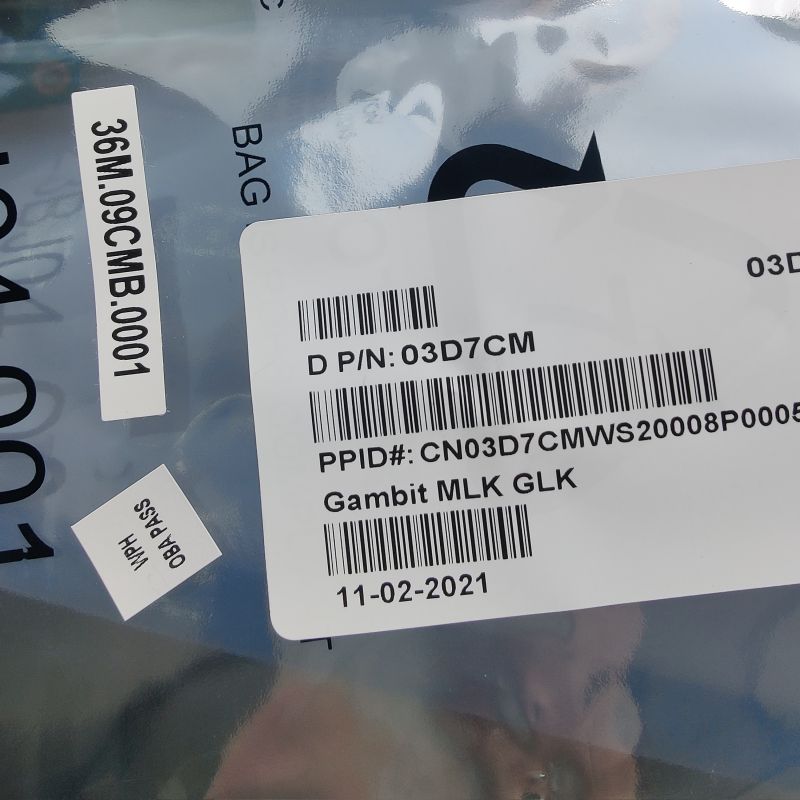 36M.09CMB.0001
BAG
03D
D P/N: 03D7CM
PPID#: CN03D7CMWS20008P0005
Gambit MLK GLK
11-02-2021
WPH
OBA PASS